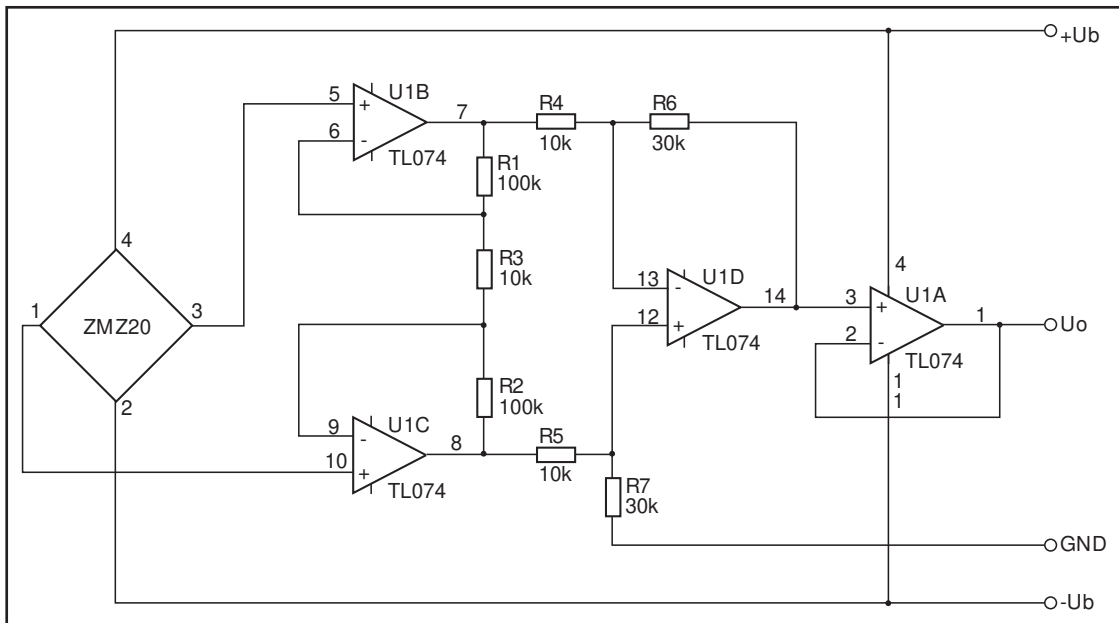 +Ub
U1B
5
+
6
-
7
TL074
R4
10k
R6
30k
R1
100k
R3
10k
4
1
3
ZMZ20
2
U1D
13
-
12
+
14
TL074
4
U1A
3
+
2
-
1
TL074
1
1
Uo
R2
100k
U1C
9
-
10
+
8
TL074
R5
10k
R7
30k
GND
-Ub